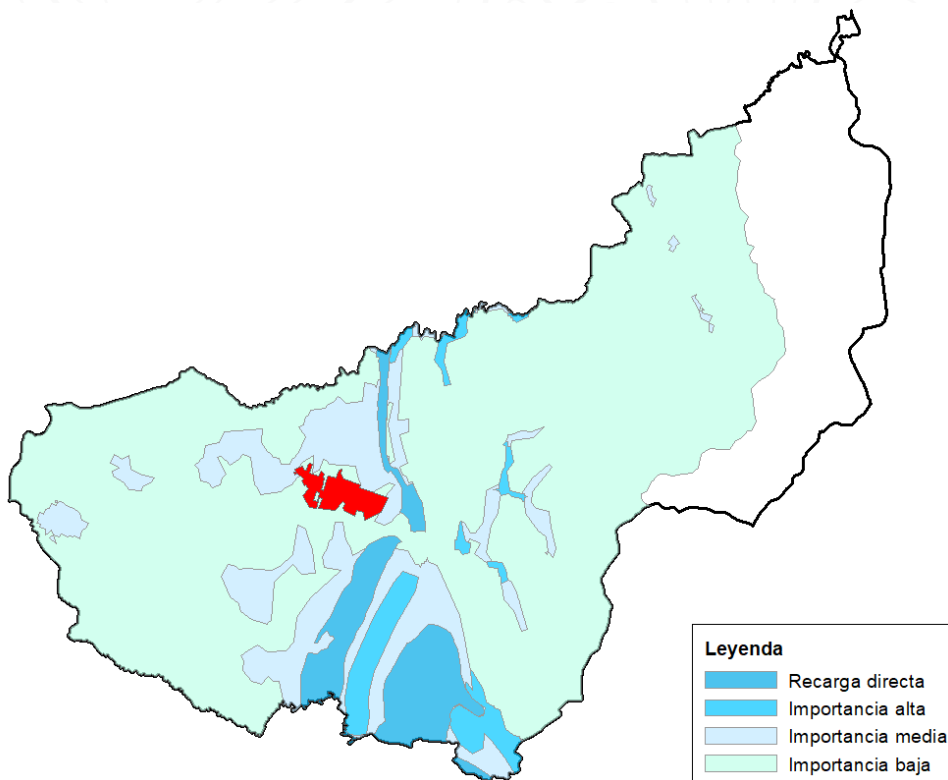 Leyenda
Recarga directa
Importancia alta
Importancia media
Importancia baja